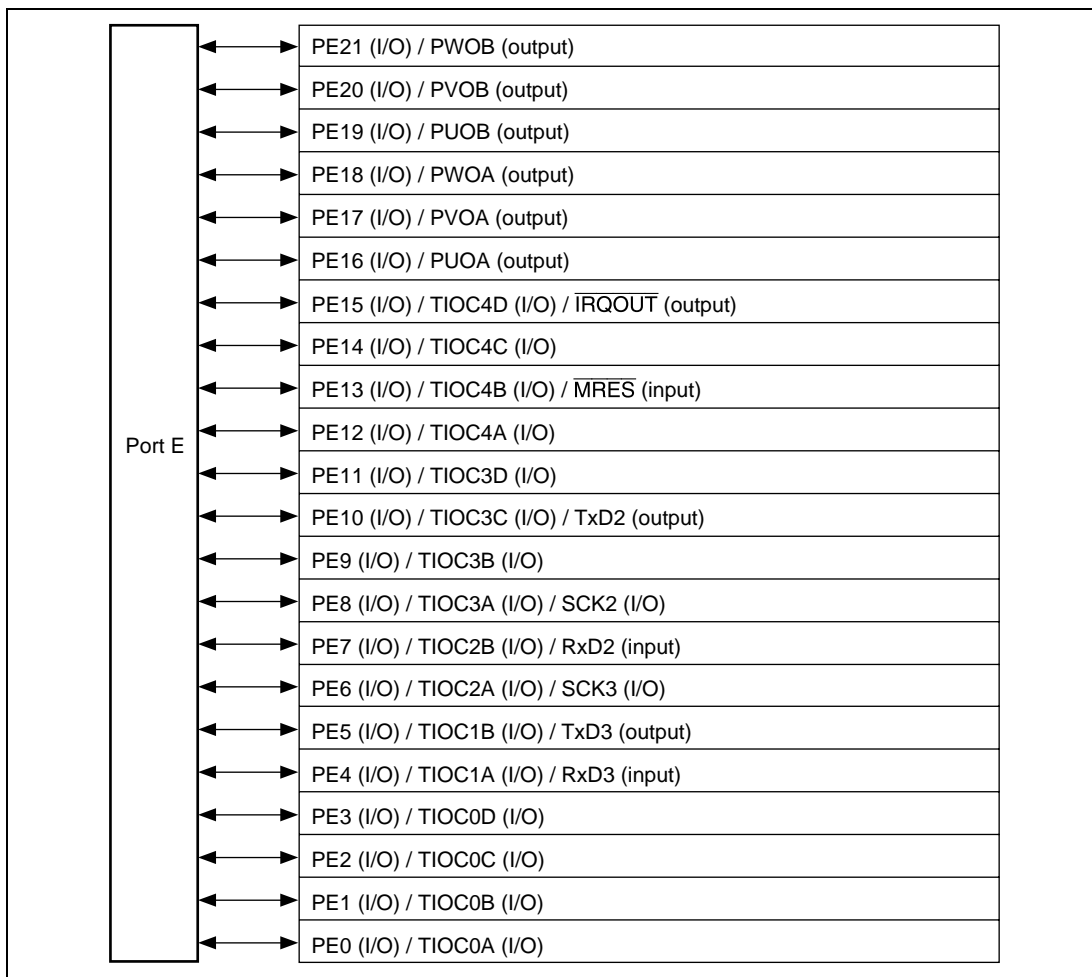 PE21 (I/O) / PWOB (output)
PE20 (I/O) / PVOB (output)
PE19 (I/O) / PUOB (output)
PE18 (I/O) / PWOA (output)
PE17 (I/O) / PVOA (output)
PE16 (I/O) / PUOA (output)
PE15 (I/O) / TIOC4D (I/O) / I̅R̅Q̅O̅U̅T̅ (output)
PE14 (I/O) / TIOC4C (I/O)
PE13 (I/O) / TIOC4B (I/O) / M̅R̅E̅S̅ (input)
Port E
PE12 (I/O) / TIOC4A (I/O)
PE11 (I/O) / TIOC3D (I/O)
PE10 (I/O) / TIOC3C (I/O) / TxD2 (output)
PE9 (I/O) / TIOC3B (I/O)
PE8 (I/O) / TIOC3A (I/O) / SCK2 (I/O)
PE7 (I/O) / TIOC2B (I/O) / RxD2 (input)
PE6 (I/O) / TIOC2A (I/O) / SCK3 (I/O)
PE5 (I/O) / TIOC1B (I/O) / TxD3 (output)
PE4 (I/O) / TIOC1A (I/O) / RxD3 (input)
PE3 (I/O) / TIOC0D (I/O)
PE2 (I/O) / TIOC0C (I/O)
PE1 (I/O) / TIOC0B (I/O)
PE0 (I/O) / TIOC0A (I/O)